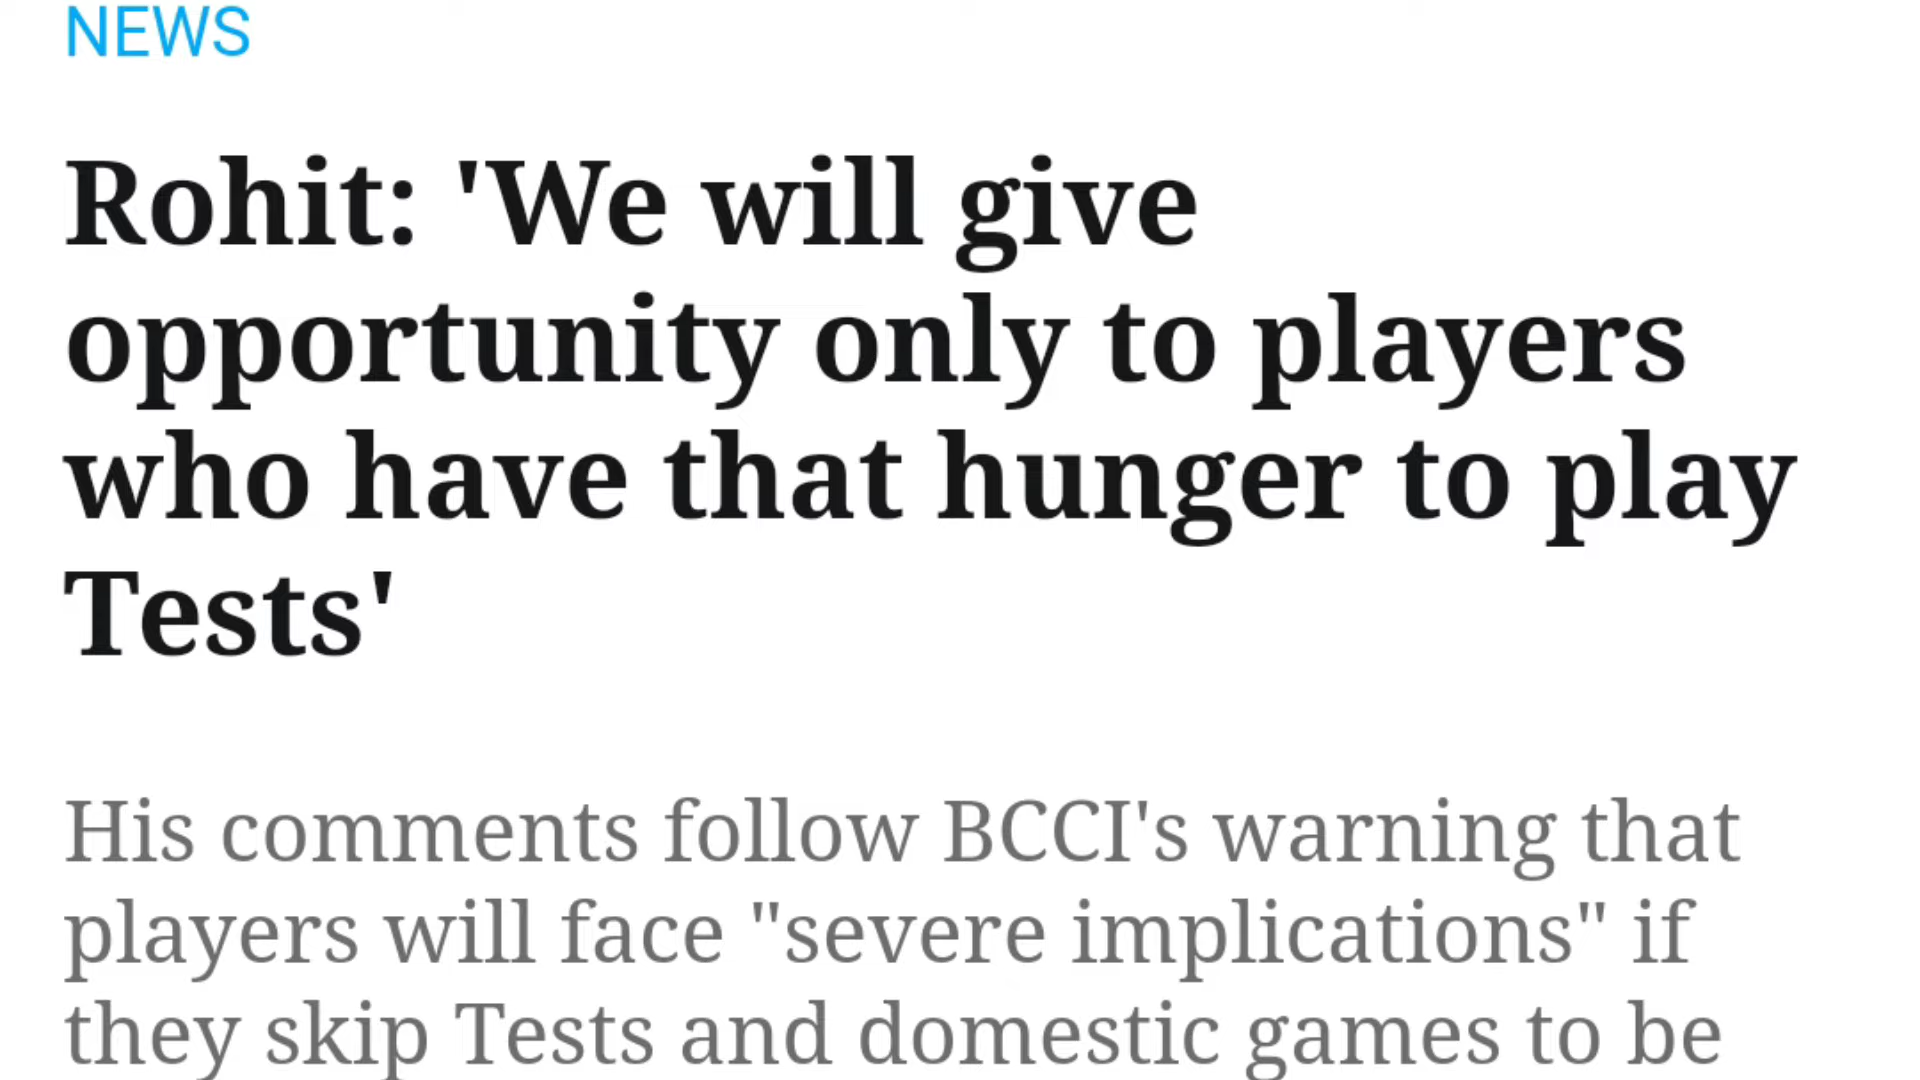 NEWS
Rohit: 'We will give
opportunity only to players
who have that hunger to play
Tests'
His comments follow BCCI's warning that
players will face "severe implications" if
they skip Tests and domestic games to be